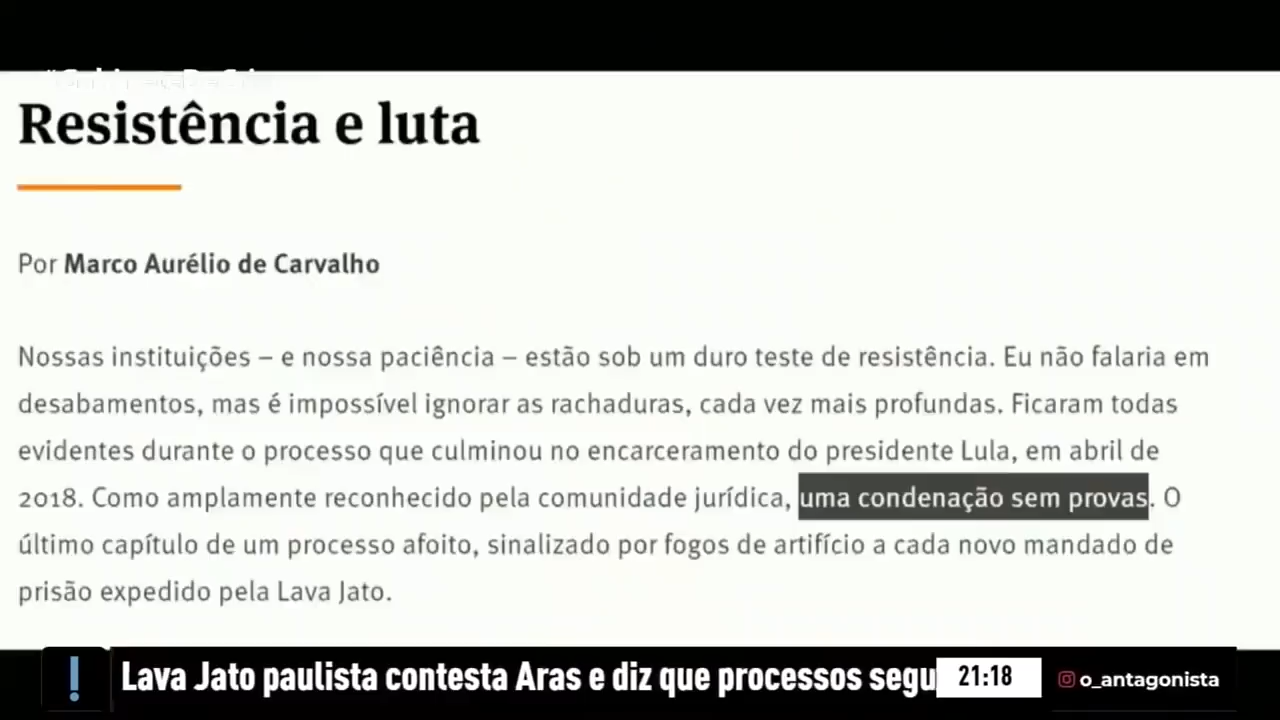 Resistência e luta
Por Marco Aurélio de Carvalho
Nossas instituições – e nossa paciência – estão sob um duro teste de resistência. Eu não falaria em
desabamentos, mas é impossível ignorar as rachaduras, cada vez mais profundas. Ficaram todas
evidentes durante o processo que culminou no encarceramento do presidente Lula, em abril de
2018. Como amplamente reconhecido pela comunidade jurídica, uma condenação sem provas. O
último capítulo de um processo afoito, sinalizado por fogos de artifício a cada novo mandado de
prisão expedido pela Lava Jato.
! Lava Jato paulista contesta Aras e diz que processos segu 21:18 o_antagonista